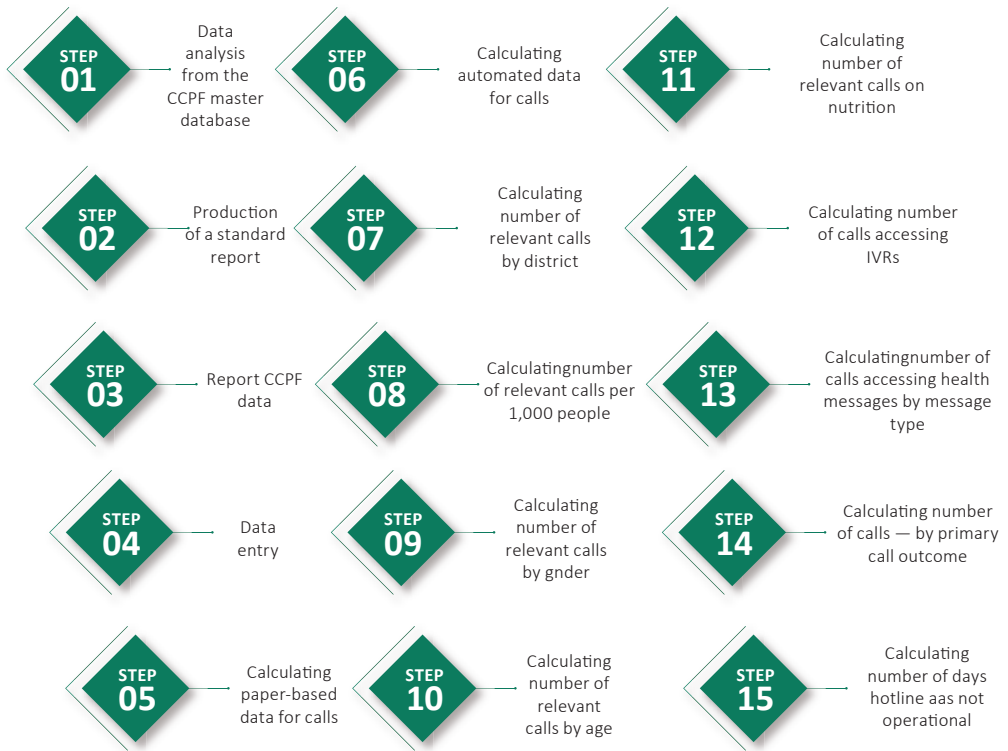 STEP
01
Data
analysis
from the
CCPF master
database
STEP
02
Production
of a standard
report
STEP
03
Report CCPF
data
STEP
04
Data
entry
STEP
05
Calculating
paper-based
data for calls
STEP
06
Calculating
automated data
for calls
STEP
07
Calculating
number of
relevant calls
by district
STEP
08
Calculatingnumber
of relevant calls per
1,000 people
STEP
09
Calculating
number of
relevant calls
by gnder
STEP
10
Calculating
number of
relevant
calls by age
STEP
11
Calculating
number of
relevant calls on
nutrition
STEP
12
Calculating number
of calls accessing
IVRs
STEP
13
Calculatingnumber of
calls accessing health
messages by message
type
STEP
14
Calculating number
of calls — by primary
call outcome
STEP
15
Calculating
number of days
hotline aas not
operational